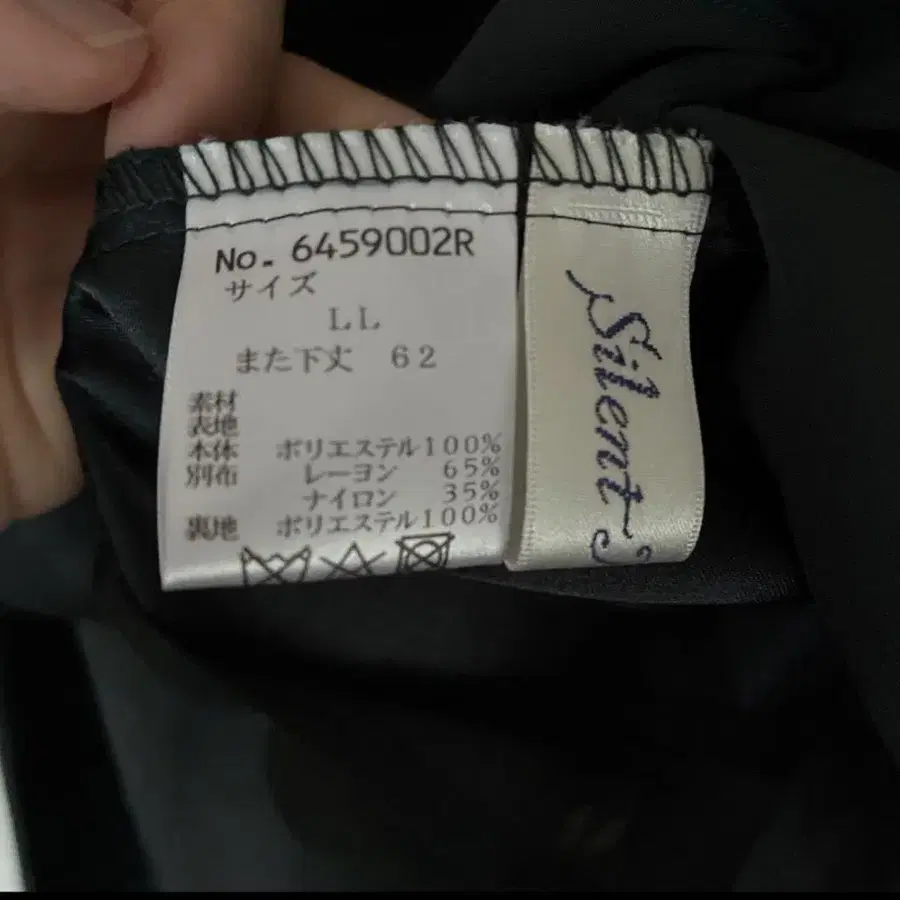 No. 6459002R
サイズ
LL
また下丈 62
素材
表地
本体 ポリエステル100%
別布 レーヨン 65%
ナイロン 35%
裏地 ポリエステル100%
Silent